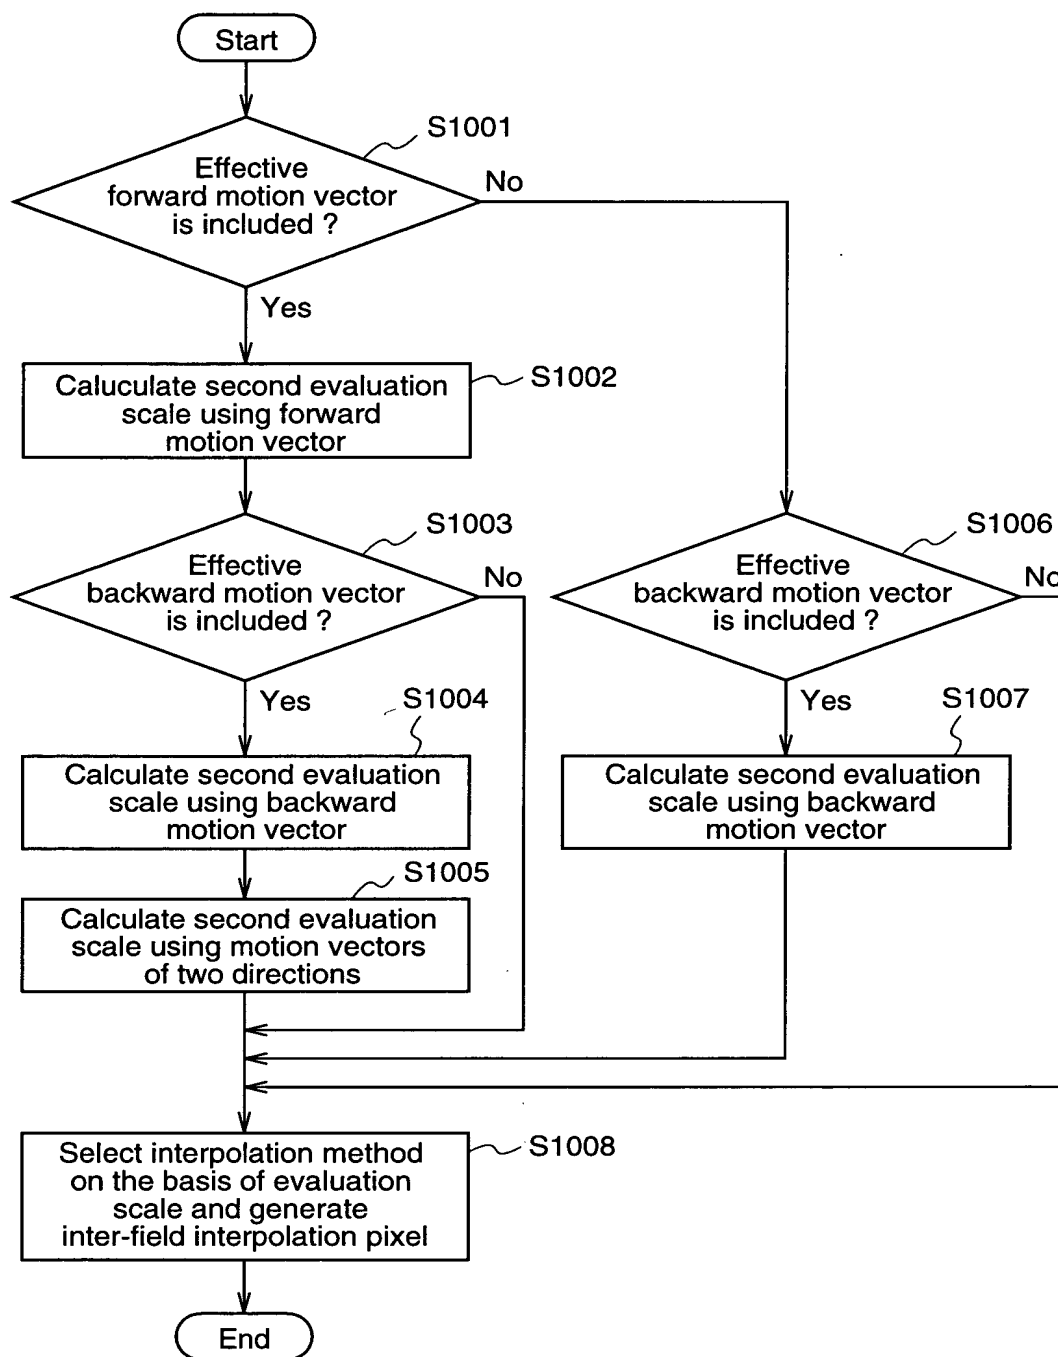 Start
S1001
Effective
forward motion vector
is included ?
No
Yes
Caluculate second evaluation
scale using forward
motion vector
S1002
S1003
Effective
backward motion vector
is included ?
No
Yes
S1006
Effective
backward motion vector
is included ?
No
Yes
S1004
Calculate second evaluation
scale using backward
motion vector
S1007
Calculate second evaluation
scale using backward
motion vector
S1005
Calculate second evaluation
scale using motion vectors
of two directions
S1008
Select interpolation method
on the basis of evaluation
scale and generate
inter-field interpolation pixel
End